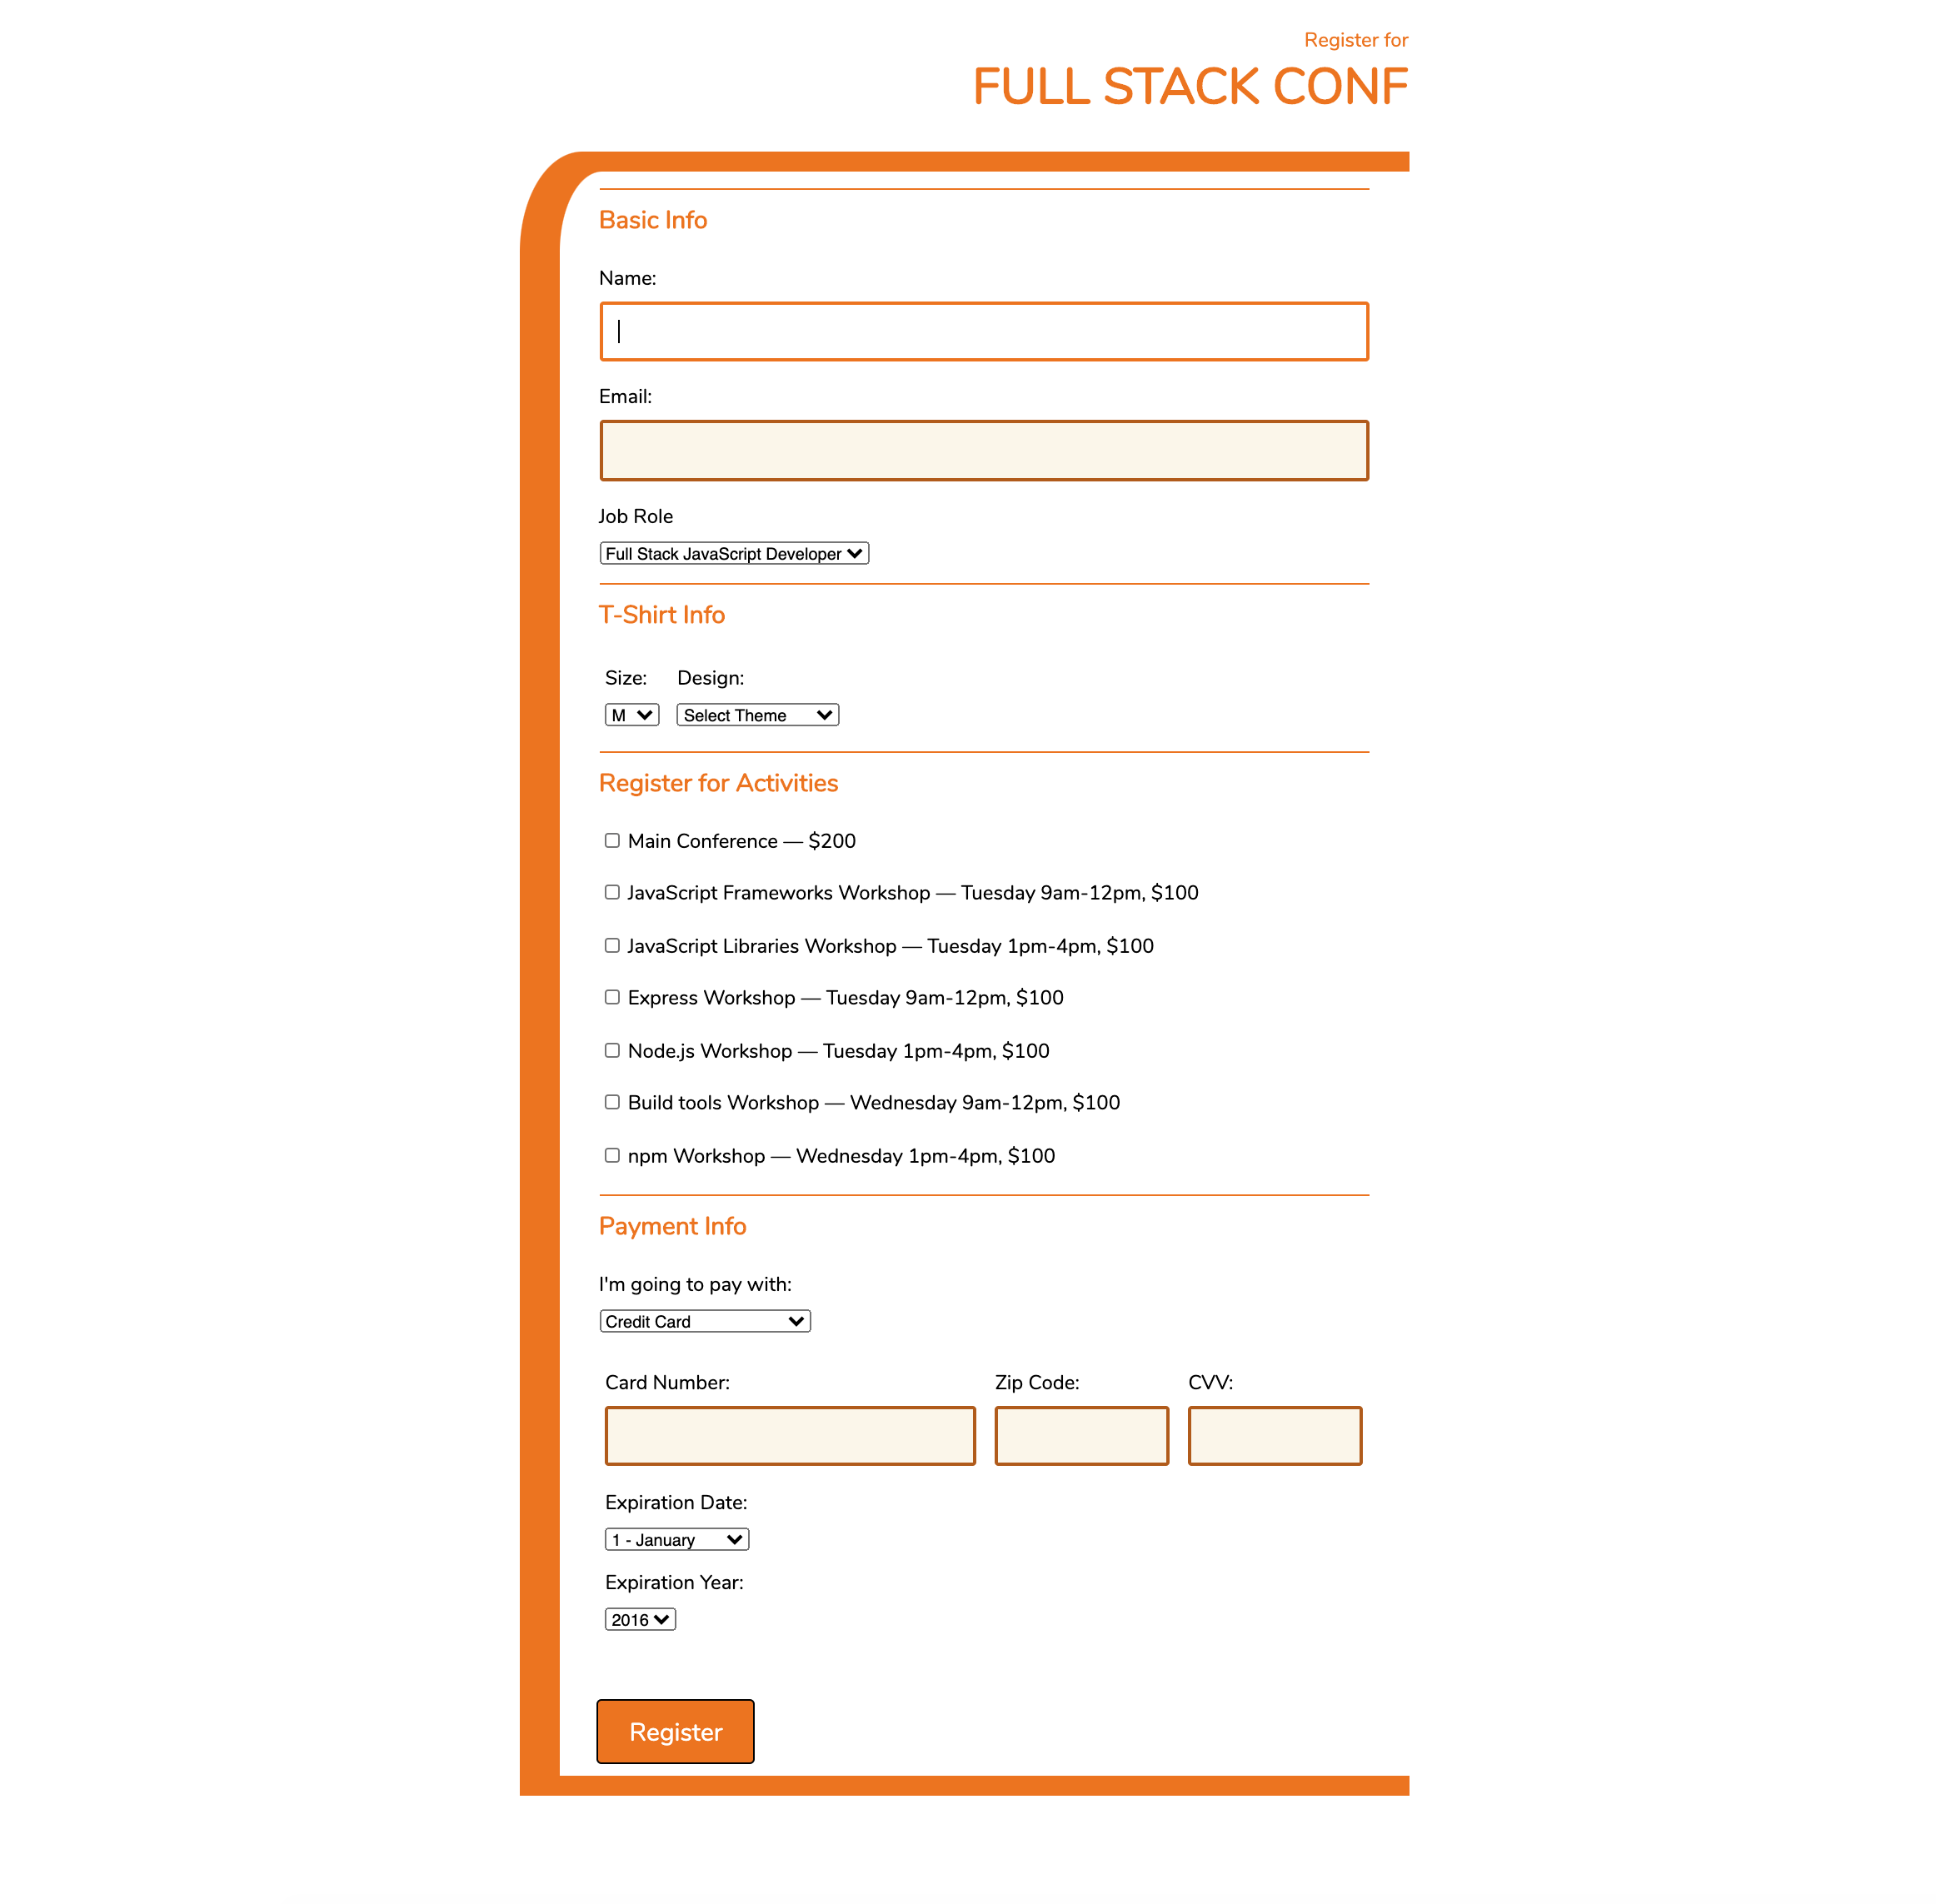 Register for
FULL STACK CONF
Basic Info
Name:
Email:
Job Role
Full Stack JavaScript Developer
T-Shirt Info
Size: Design:
M Select Theme
Register for Activities
Main Conference — $200
JavaScript Frameworks Workshop — Tuesday 9am-12pm, $100
JavaScript Libraries Workshop — Tuesday 1pm-4pm, $100
Express Workshop — Tuesday 9am-12pm, $100
Node.js Workshop — Tuesday 1pm-4pm, $100
Build tools Workshop — Wednesday 9am-12pm, $100
npm Workshop — Wednesday 1pm-4pm, $100
Payment Info
I'm going to pay with:
Credit Card
Card Number: Zip Code: CVV:
Expiration Date:
1 - January
Expiration Year:
2016
Register